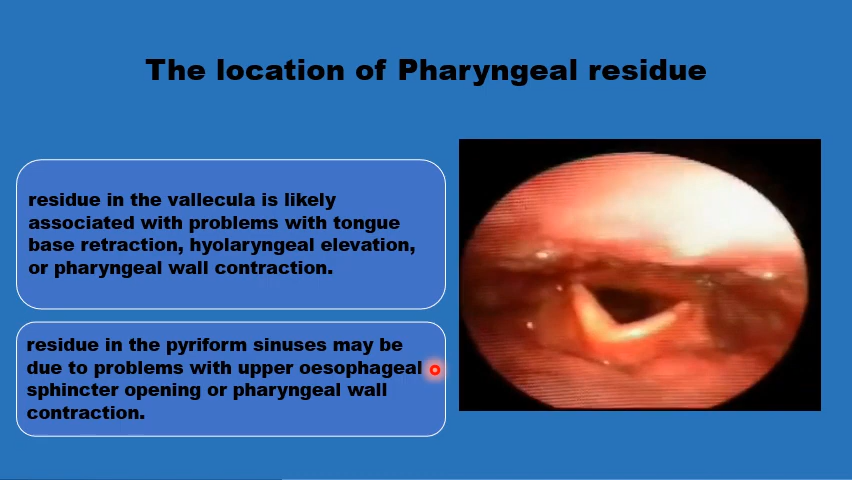 The location of Pharyngeal residue
residue in the vallecula is likely
associated with problems with tongue
base retraction, hyolaryngeal elevation,
or pharyngeal wall contraction.
residue in the pyriform sinuses may be
due to problems with upper oesophageal
sphincter opening or pharyngeal wall
contraction.